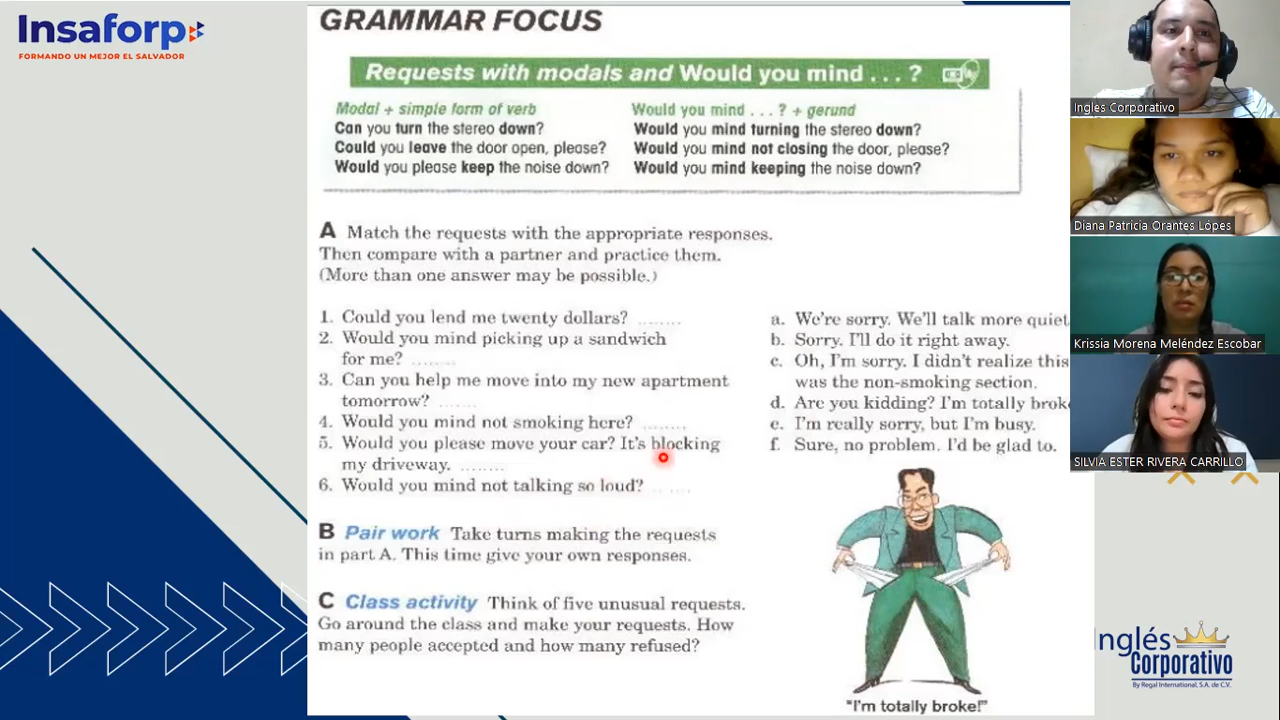 Insaforp
FORMANDO UN MEJOR EL SALVADOR
GRAMMAR FOCUS
Requests with modals and Would you mind . . . ?
Modal + simple form of verb
Can you turn the stereo down?
Could you leave the door open, please?
Would you please keep the noise down?
Would you mind . . . ? + gerund
Would you mind turning the stereo down?
Would you mind not closing the door, please?
Would you mind keeping the noise down?
A Match the requests with the appropriate responses.
Then compare with a partner and practice them.
(More than one answer may be possible.)
1. Could you lend me twenty dollars? ........
2. Would you mind picking up a sandwich
for me? ........
3. Can you help me move into my new apartment
tomorrow? .......
4. Would you mind not smoking here? ........
5. Would you please move your car? It's blocking
my driveway. ........
6. Would you mind not talking so loud? .. .....
a. We're sorry. We'll talk more quiet
b. Sorry. I'll do it right away.
c. Oh, I'm sorry. I didn't realize this
was the non-smoking section.
d. Are you kidding? I'm totally brok
e. I'm really sorry, but I'm busy.
f. Sure, no problem. I'd be glad to.
B Pair work Take turns making the requests
in part A. This time give your own responses.
C Class activity Think of five unusual requests.
Go around the class and make your requests. How
many people accepted and how many refused?
"I'm totally broke!"
Ingles Corporativo
Diana Patricia Orantes Lópes
Krissia Morena Meléndez Escobar
SILVIA ESTER RIVERA CARRILLO
Inglés
Corporativo
By Regal International, S.A. de C.V.